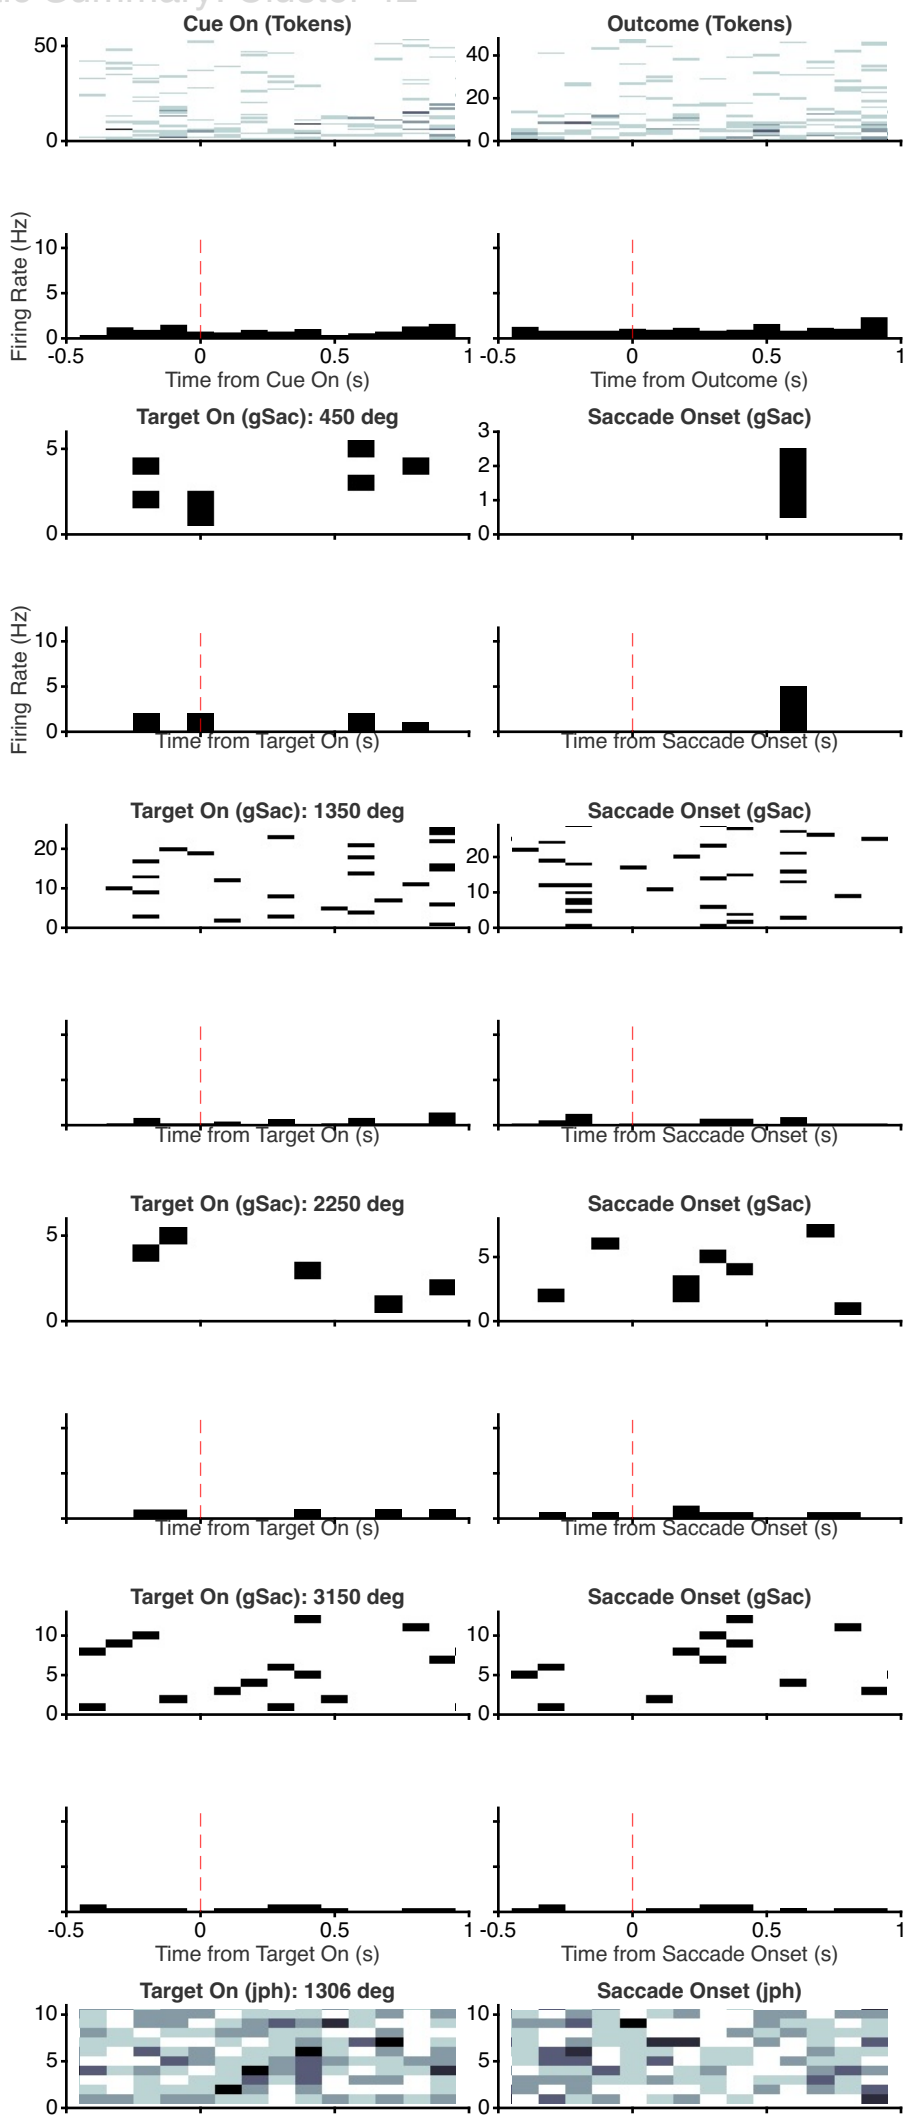 Summary: Cluster 42
Cue On (Tokens) Outcome (Tokens)
50 40
20
0 0
Firing Rate (Hz)
10
5
0
-0.5 0 0.5 1 -0.5 0 0.5 1
Time from Cue On (s) Time from Outcome (s)
Target On (gSac): 450 deg Saccade Onset (gSac)
5 3
2
1
0 0
Firing Rate (Hz)
10
5
0
Time from Target On (s) Time from Saccade Onset (s)
Target On (gSac): 1350 deg Saccade Onset (gSac)
20 20
10 10
0 0
Time from Target On (s) Time from Saccade Onset (s)
Target On (gSac): 2250 deg Saccade Onset (gSac)
5 5
0 0
Time from Target On (s) Time from Saccade Onset (s)
Target On (gSac): 3150 deg Saccade Onset (gSac)
10 10
5 5
0 0
-0.5 0 0.5 1 -0.5 0 0.5 1
Time from Target On (s) Time from Saccade Onset (s)
Target On (jph): 1306 deg Saccade Onset (jph)
10 10
5 5
0 0